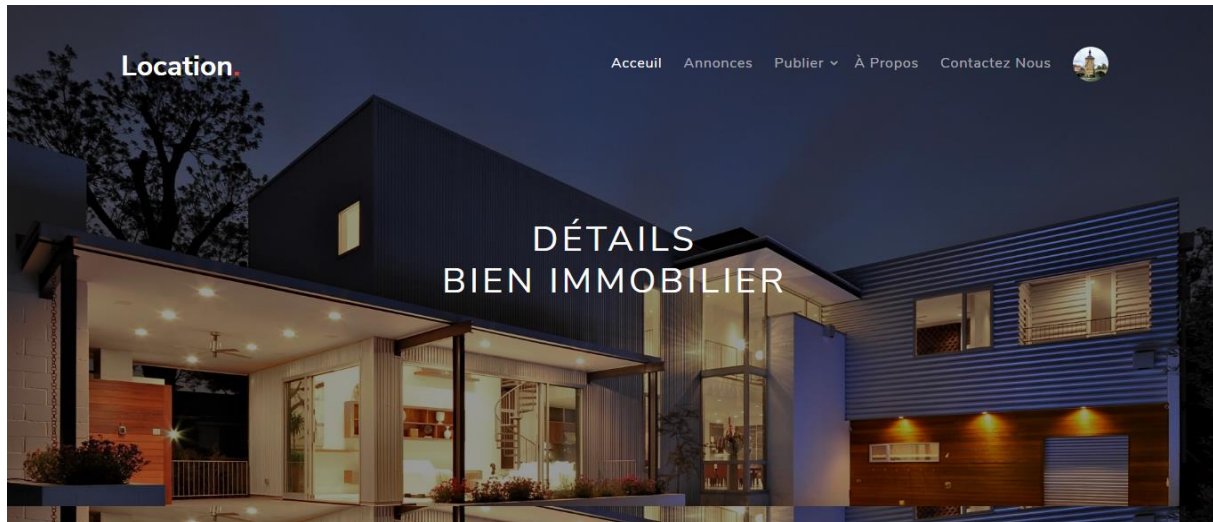 Location.
Acceuil Annonces Publier À Propos Contactez Nous
DÉTAILS
BIEN IMMOBILIER